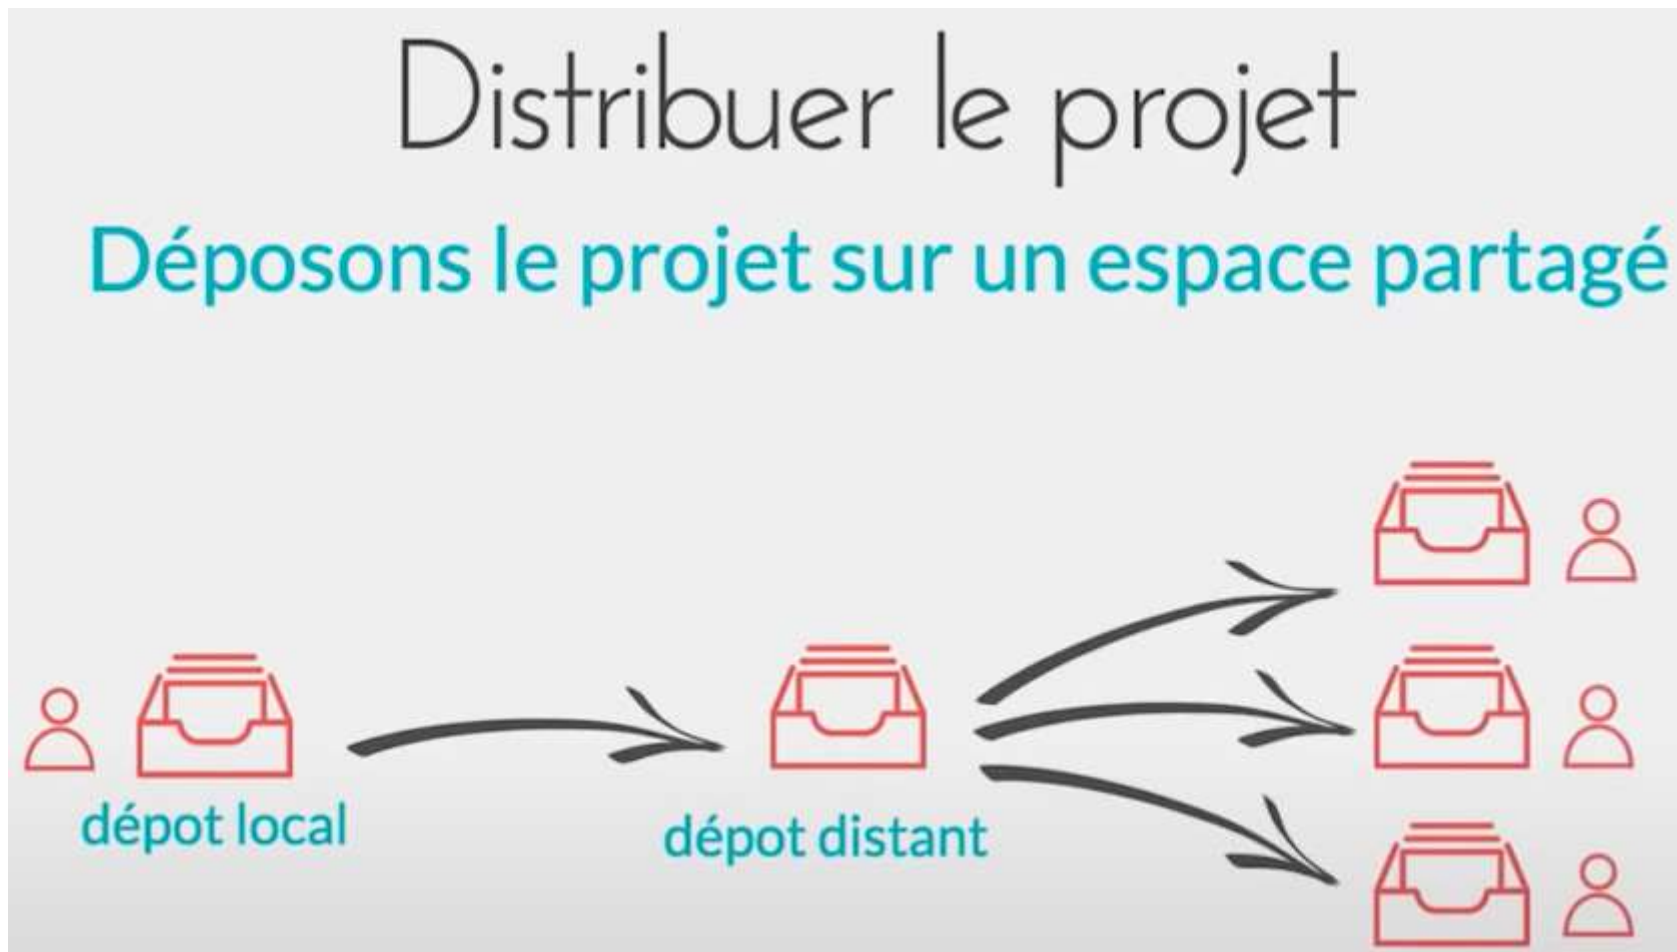 Distribuer le projet
Déposons le projet sur un espace partagé
dépot local
dépot distant